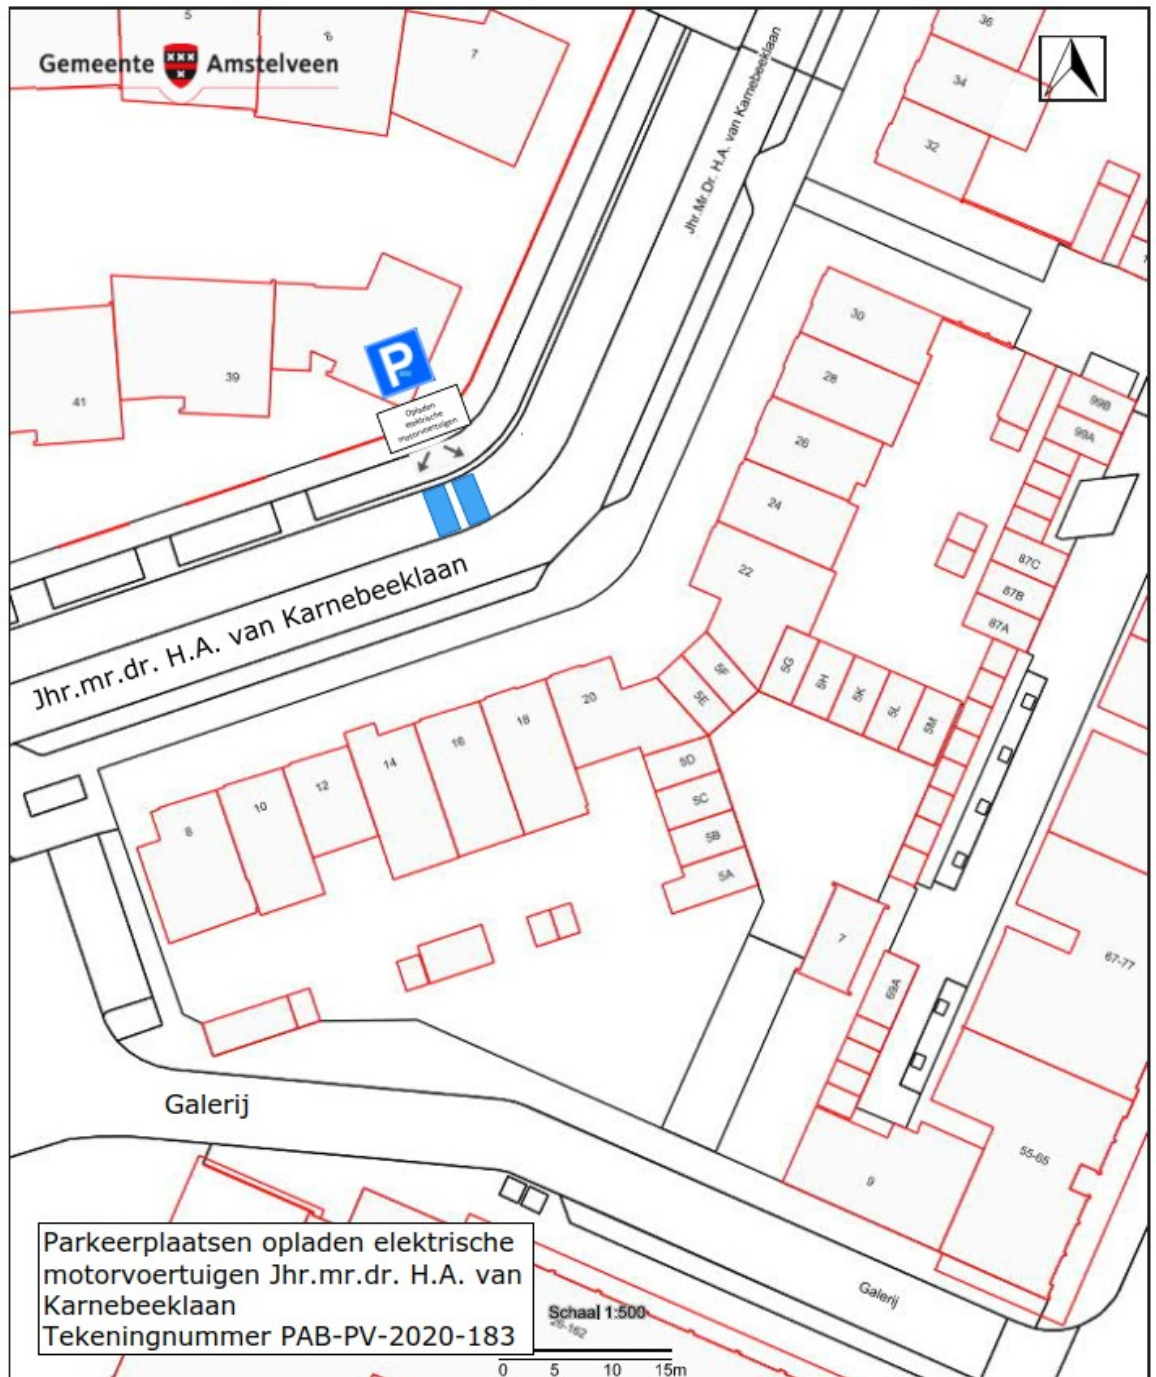 5
6
7
36
Gemeente Amstelveen
34
32
Jhr.Mr.Dr. H.A. van Karnebeeklaan
30
28
P
39
41
Opladen
elektrische
motorvoertuigen
99B
99A
26
24
22
87C
87B
87A
Jhr.mr.dr. H.A. van Karnebeeklaan
5G
5H
5K
5L
5M
5F
5E
20
18
16
14
12
10
8
5D
5C
5B
5A
7
67-77
69A
Galerij
55-65
9
Galerij
Parkeerplaatsen opladen elektrische
motorvoertuigen Jhr.mr.dr. H.A. van
Karnebeeklaan
Tekeningnummer PAB-PV-2020-183
Schaal 1:500
26-162
0 5 10 15m